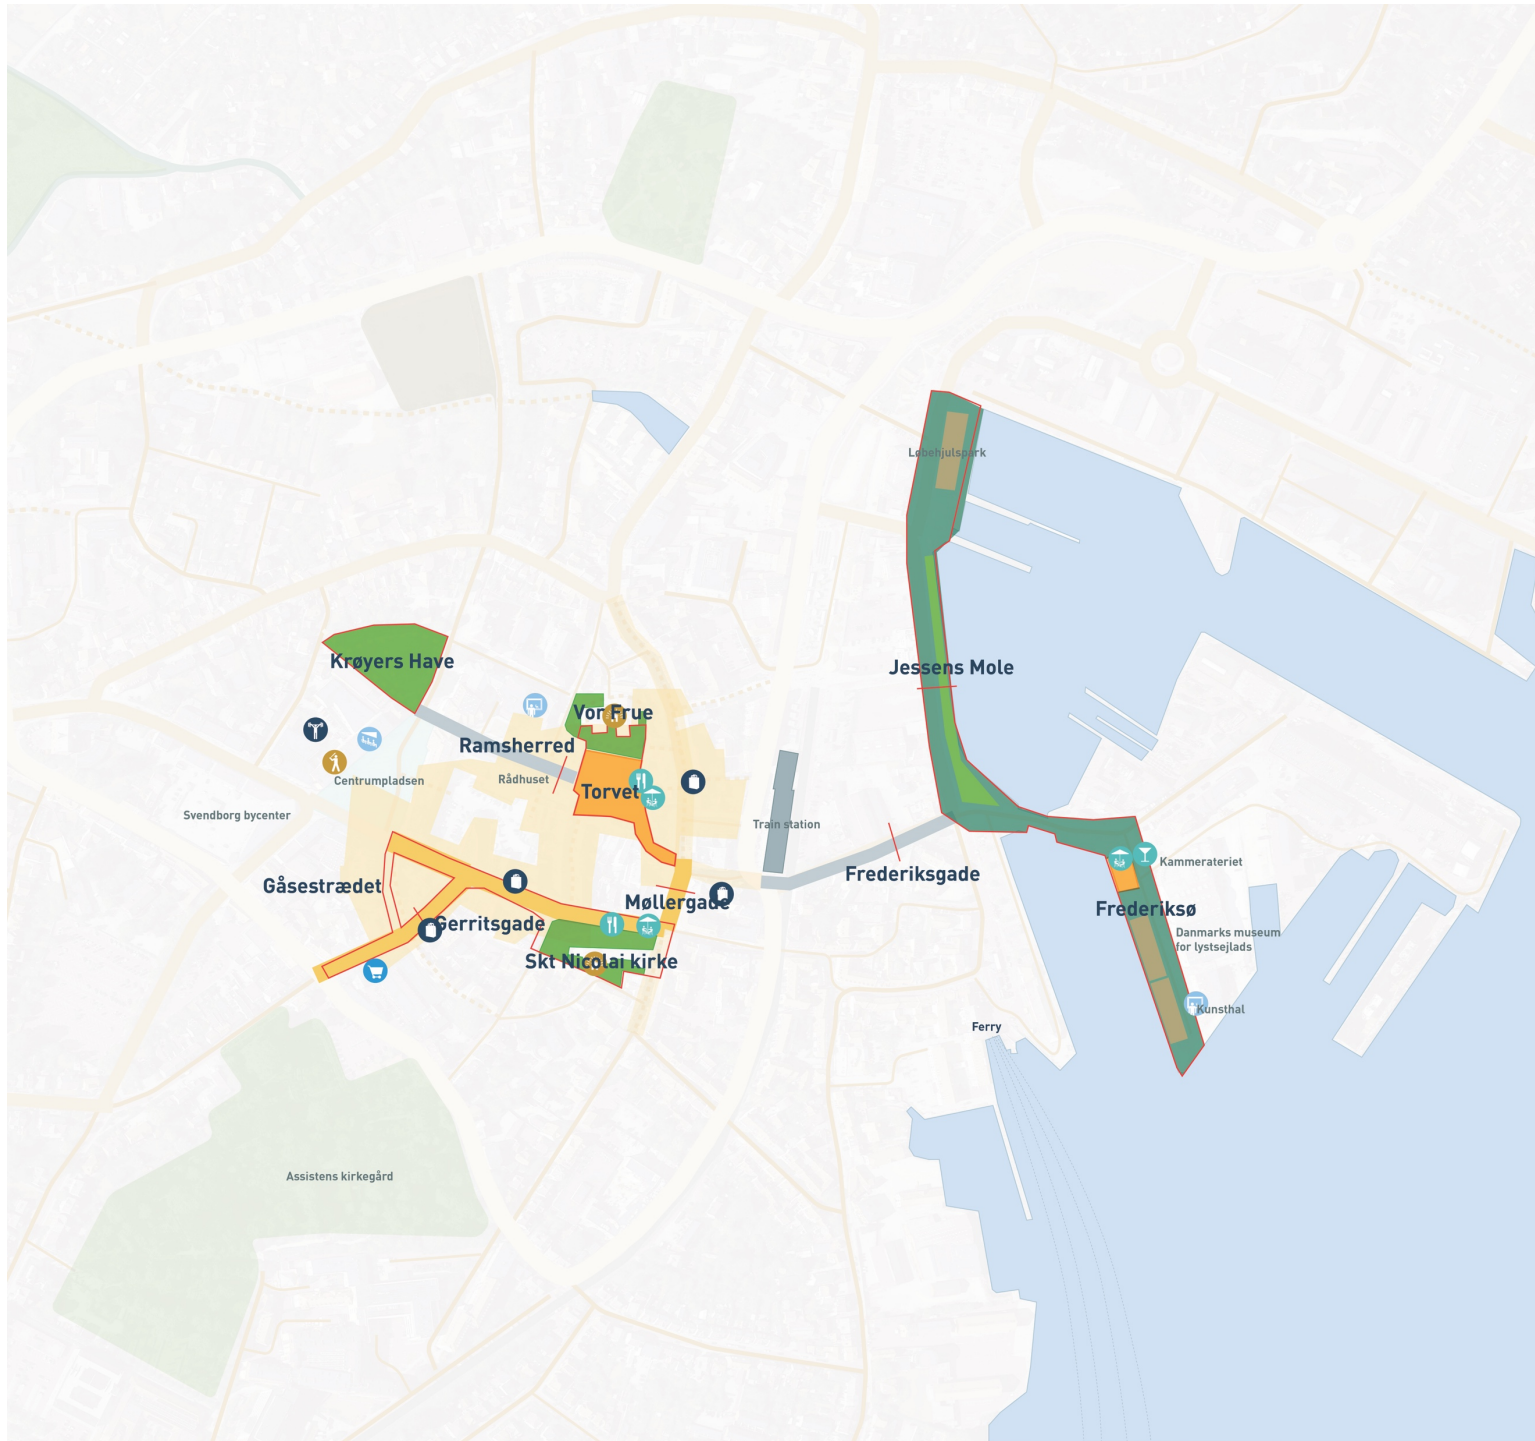 Løbehjulspark
Krøyers Have
Jessens Mole
Vor Frue
Ramsherred
Rådhuset
Centrumpladsen
Torvet
Svendborg bycenter
Train station
Kammerateriet
Frederiksgade
Gåsestrædet
Møllergade
Frederiksø
Gerritsgade
Danmarks museum
for lystsejlads
Skt Nicolai kirke
Kunsthal
Ferry
Assistens kirkegård